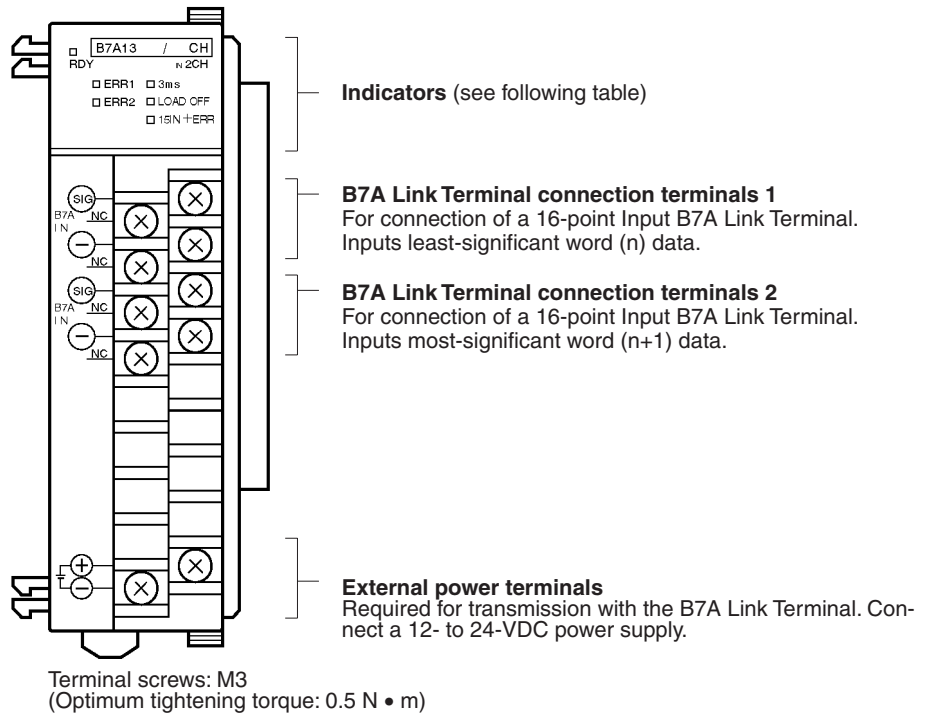 B7A13 / CH
RDY
IN 2CH
ERR1 3ms
ERR2 LOAD OFF
15IN+ERR
Indicators (see following table)
SIG
B7A
IN
NC
NC
B7A Link Terminal connection terminals 1
For connection of a 16-point Input B7A Link Terminal.
Inputs least-significant word (n) data.
SIG
B7A
IN
NC
NC
B7A Link Terminal connection terminals 2
For connection of a 16-point Input B7A Link Terminal.
Inputs most-significant word (n+1) data.
External power terminals
Required for transmission with the B7A Link Terminal. Con-
nect a 12- to 24-VDC power supply.
Terminal screws: M3
(Optimum tightening torque: 0.5 N • m)